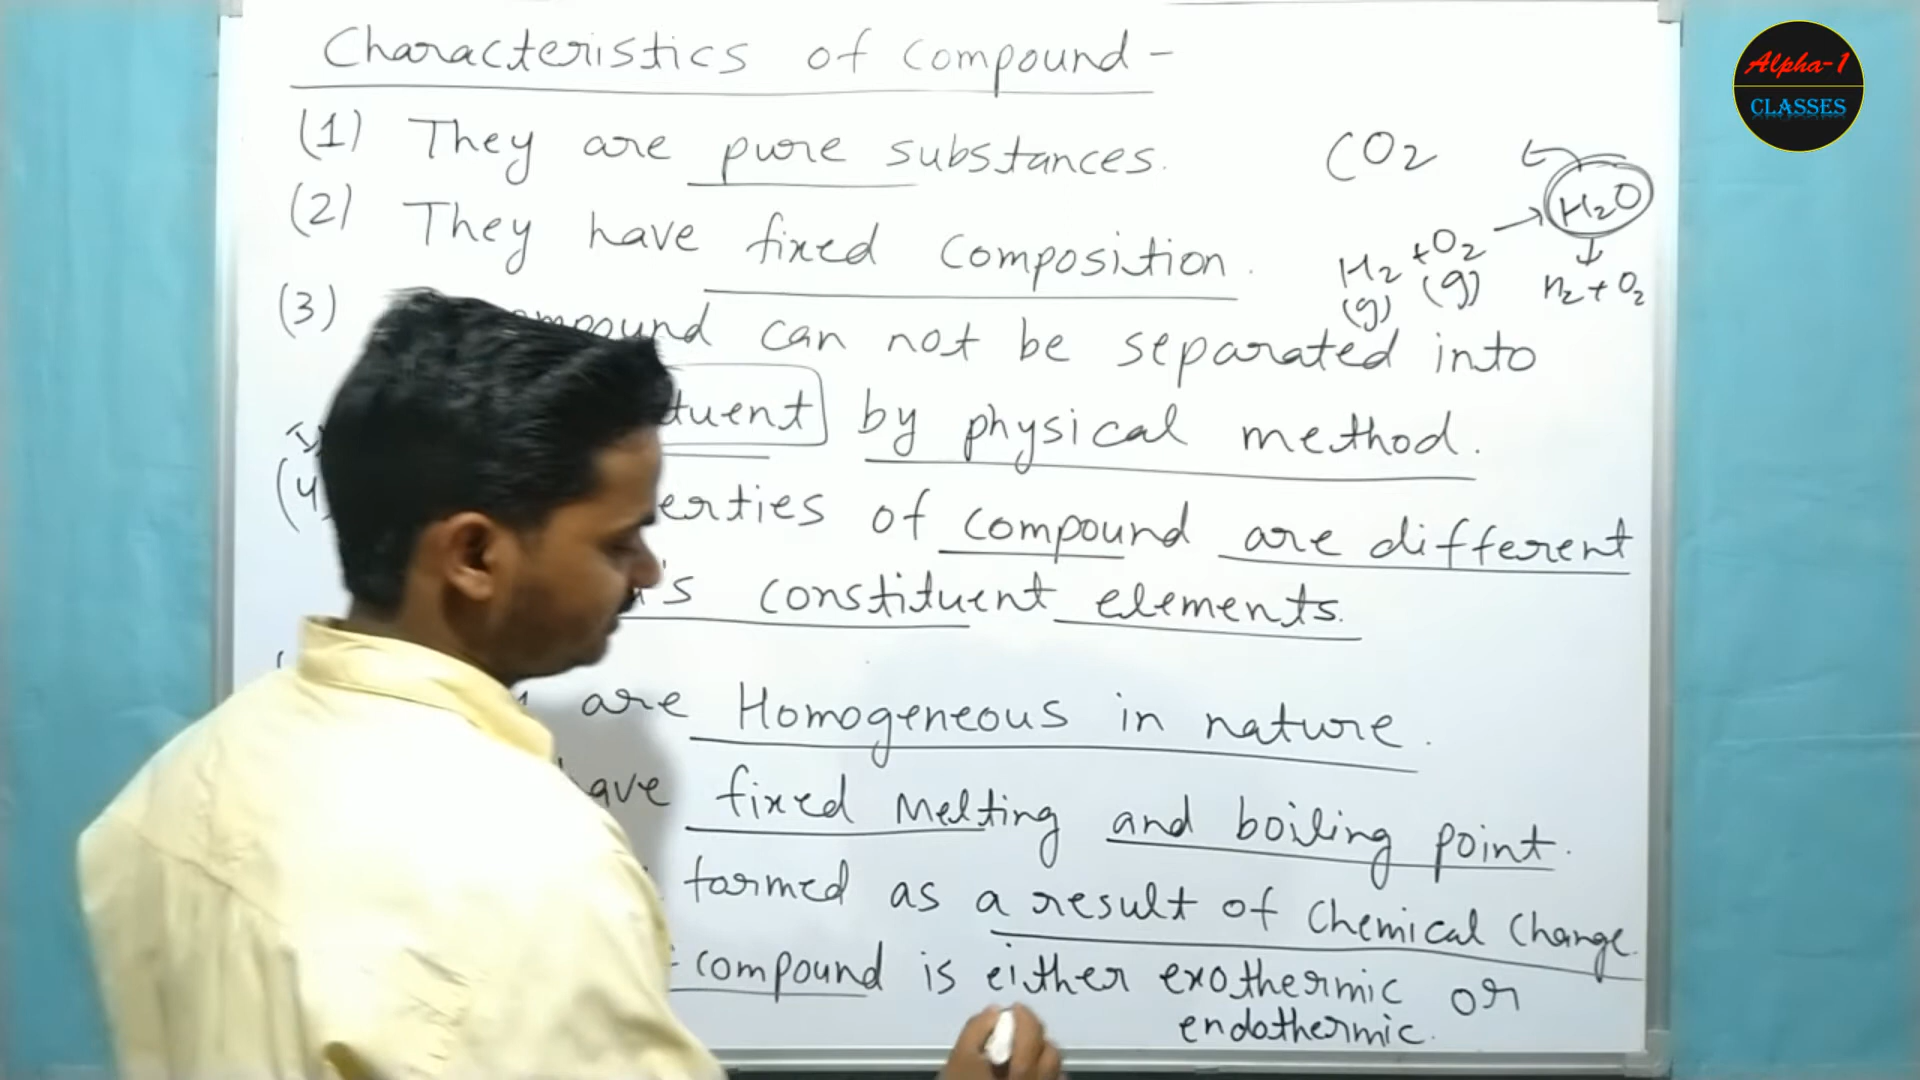 Characteristics of compound -
(1) They are pure substances.
(2) They have fixed composition.
(3) compound can not be separated into
by physical method.
of compound are different
constituent elements.
are Homogeneous in nature.
have fixed Melting and boiling point.
formed as a result of Chemical Change.
compound is either exothermic or
endothermic.
CO2
H2O
H2 + O2
(g) (g)
H2 + O2
Alpha-1
CLASSES